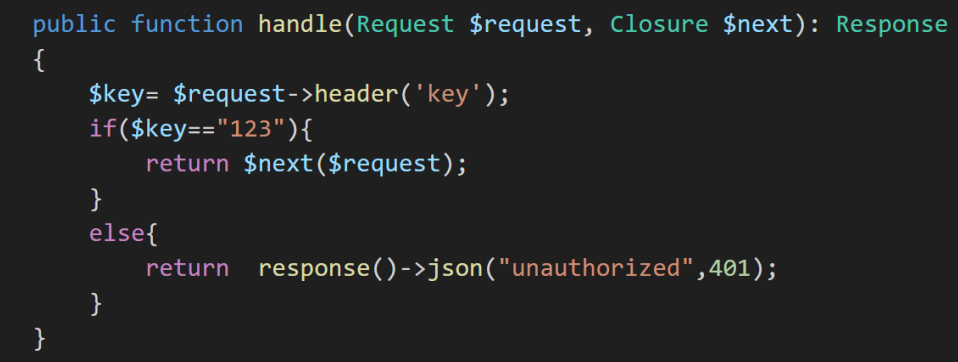 public function handle(Request $request, Closure $next): Response
{
    $key= $request->header('key');
    if($key=="123"){
        return $next($request);
    }
    else{
        return  response()->json("unauthorized",401);
    }
}